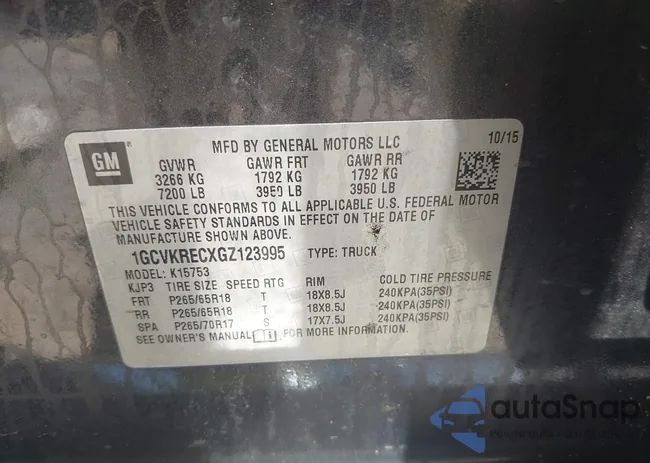 GM
MFD BY GENERAL MOTORS LLC 10/15
GVWR GAWR FRT GAWR RR
3266 KG 1792 KG 1792 KG
7200 LB 3950 LB 3950 LB
THIS VEHICLE CONFORMS TO ALL APPLICABLE U.S. FEDERAL MOTOR
VEHICLE SAFETY STANDARDS IN EFFECT ON THE DATE OF
MANUFACTURE SHOWN ABOVE.
1GCVKRECXGZ123995 TYPE: TRUCK
MODEL: K15753
KJP3 TIRE SIZE SPEED RTG RIM COLD TIRE PRESSURE
FRT P265/65R18 T 18X8.5J 240KPA(35PSI)
RR P265/65R18 T 18X8.5J 240KPA(35PSI)
SPA P265/70R17 S 17X7.5J 240KPA(35PSI)
SEE OWNER'S MANUAL FOR MORE INFORMATION.
autaSnap